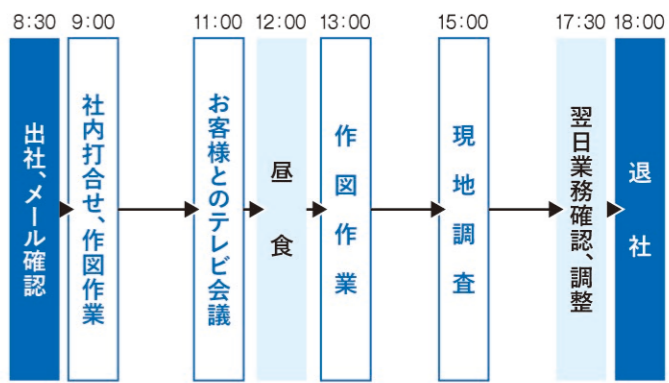 8:30
9:00
11:00
12:00
13:00
15:00
17:30
18:00
出社、メール確認
社内打合せ、作図作業
お客様とのテレビ会議
昼食
作図作業
現地調査
翌日業務確認、調整
退社